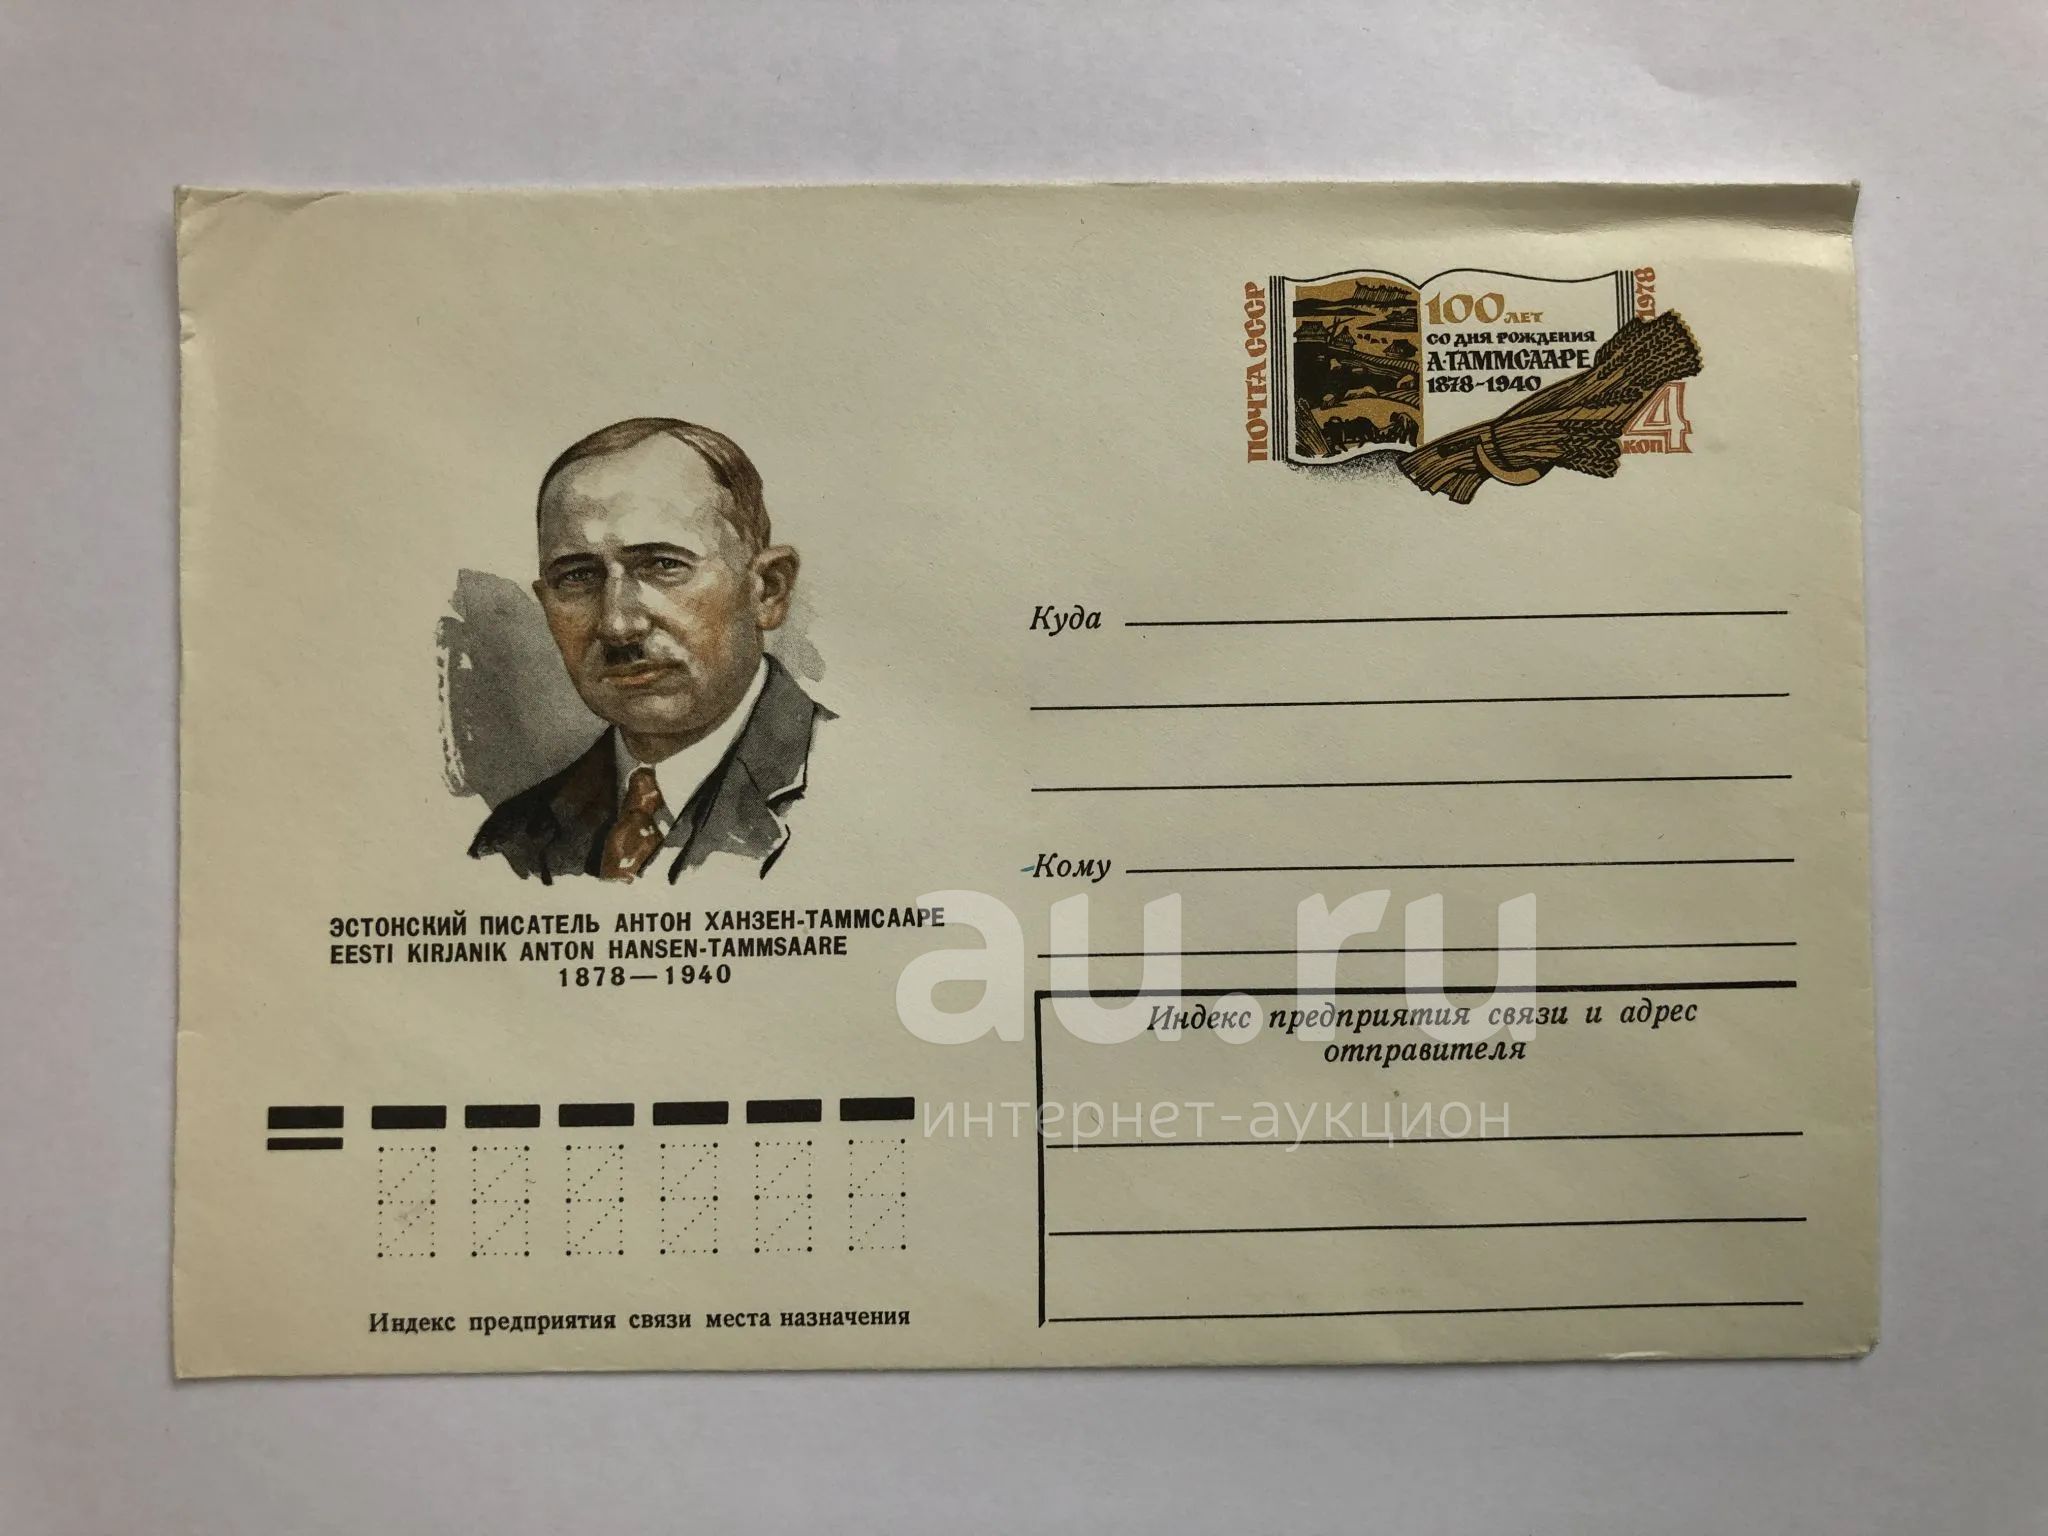 ПОЧТА СССР
1978
100 ЛЕТ
СО ДНЯ РОЖДЕНИЯ
А·ТАММСААРЕ
1878-1940
4
КОП
Куда
Кому
ЭСТОНСКИЙ ПИСАТЕЛЬ АНТОН ХАНЗЕН-ТАММСААРЕ
EESTI KIRJANIK ANTON HANSEN-TAMMSAARE
1878—1940
au.ru
интернет-аукцион
Индекс предприятия связи и адрес
отправителя
Индекс предприятия связи места назначения